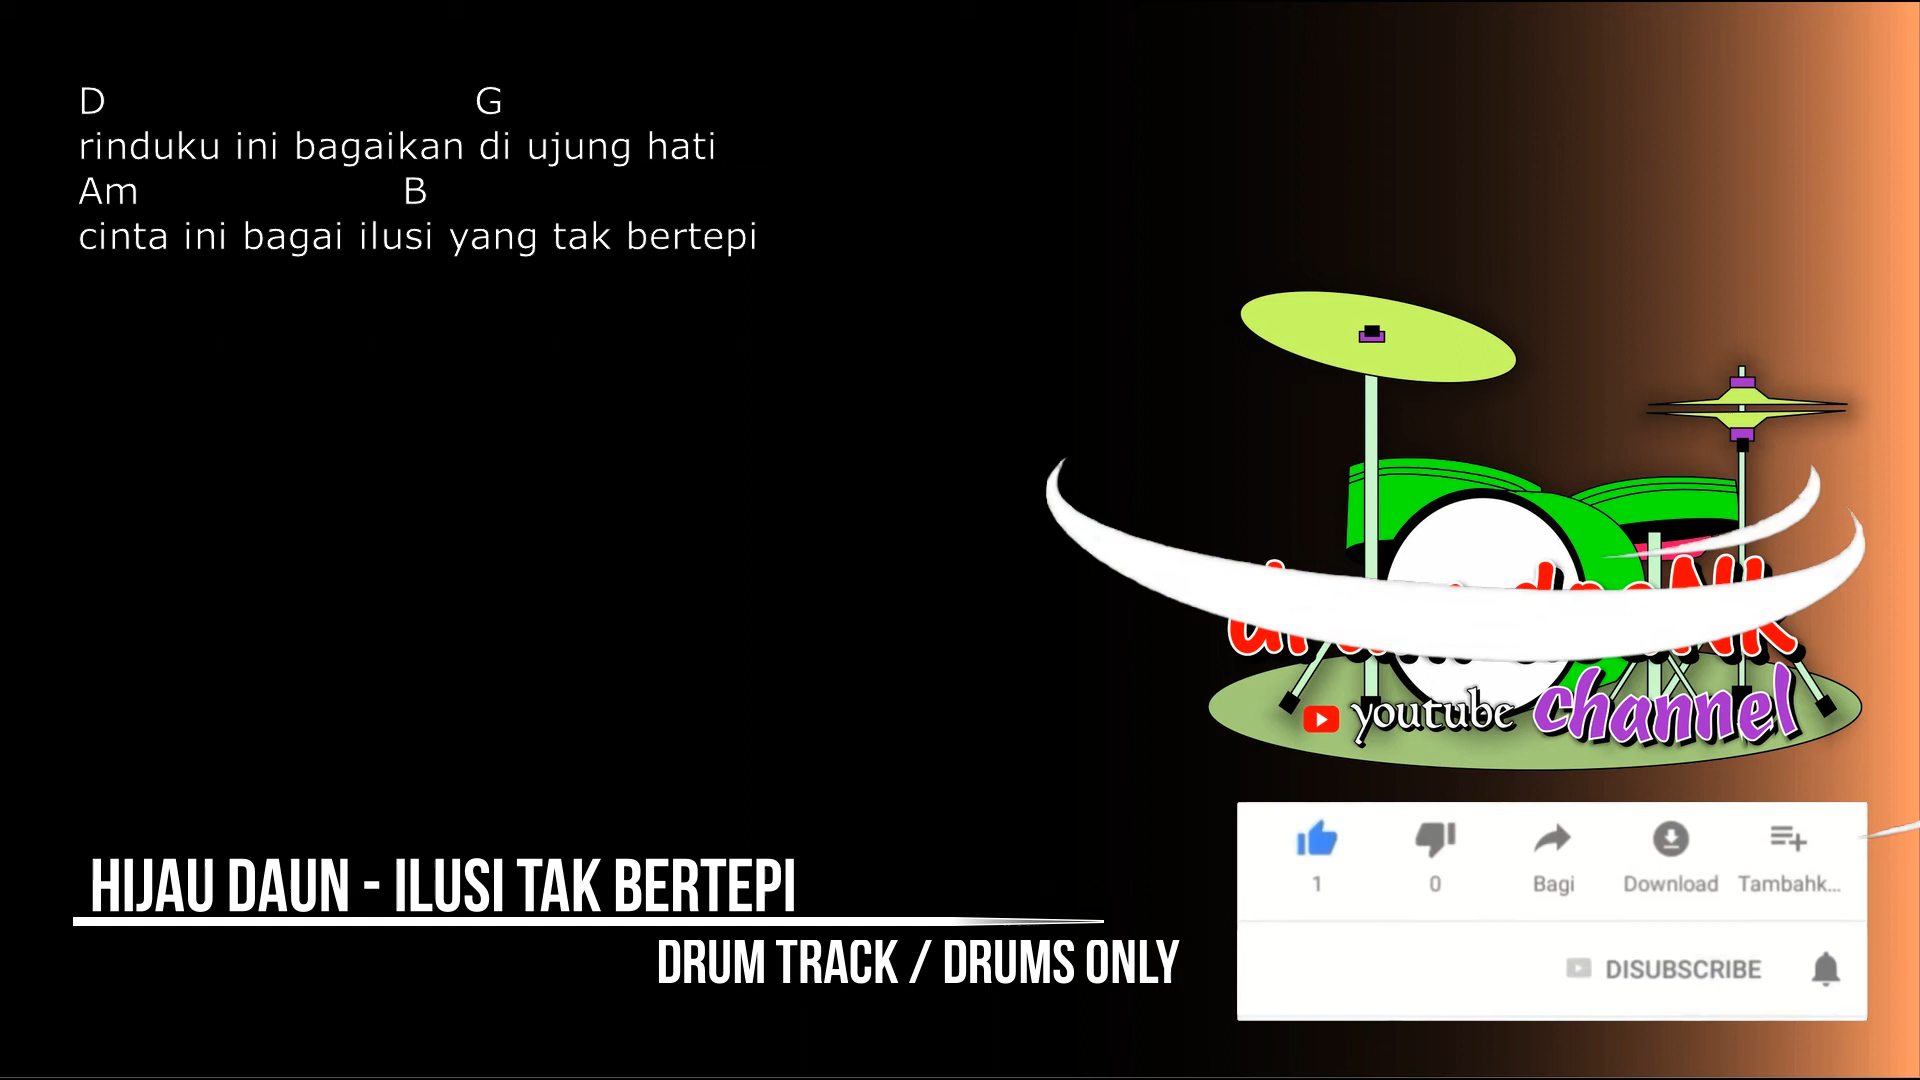 D G
rinduku ini bagaikan di ujung hati
Am B
cinta ini bagai ilusi yang tak bertepi
youtube channel
HIJAU DAUN - ILUSI TAK BERTEPI
DRUM TRACK / DRUMS ONLY
1 0 Bagi Download Tambahk...
DISUBSCRIBE